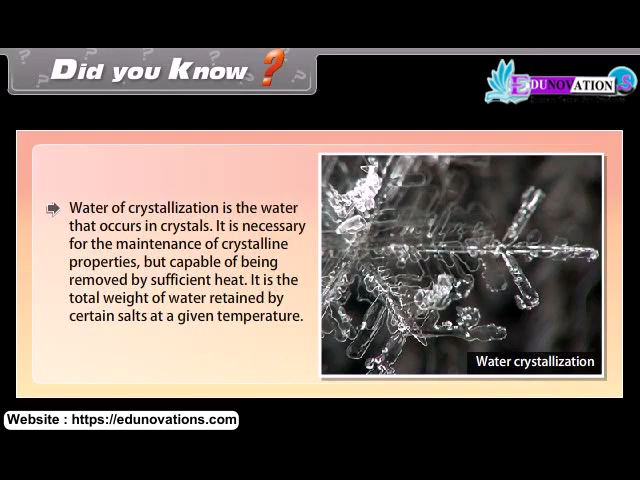 Did you Know ?
EDUNOVATIONS
Water of crystallization is the water
that occurs in crystals. It is necessary
for the maintenance of crystalline
properties, but capable of being
removed by sufficient heat. It is the
total weight of water retained by
certain salts at a given temperature.
Water crystallization
Website : https://edunovations.com